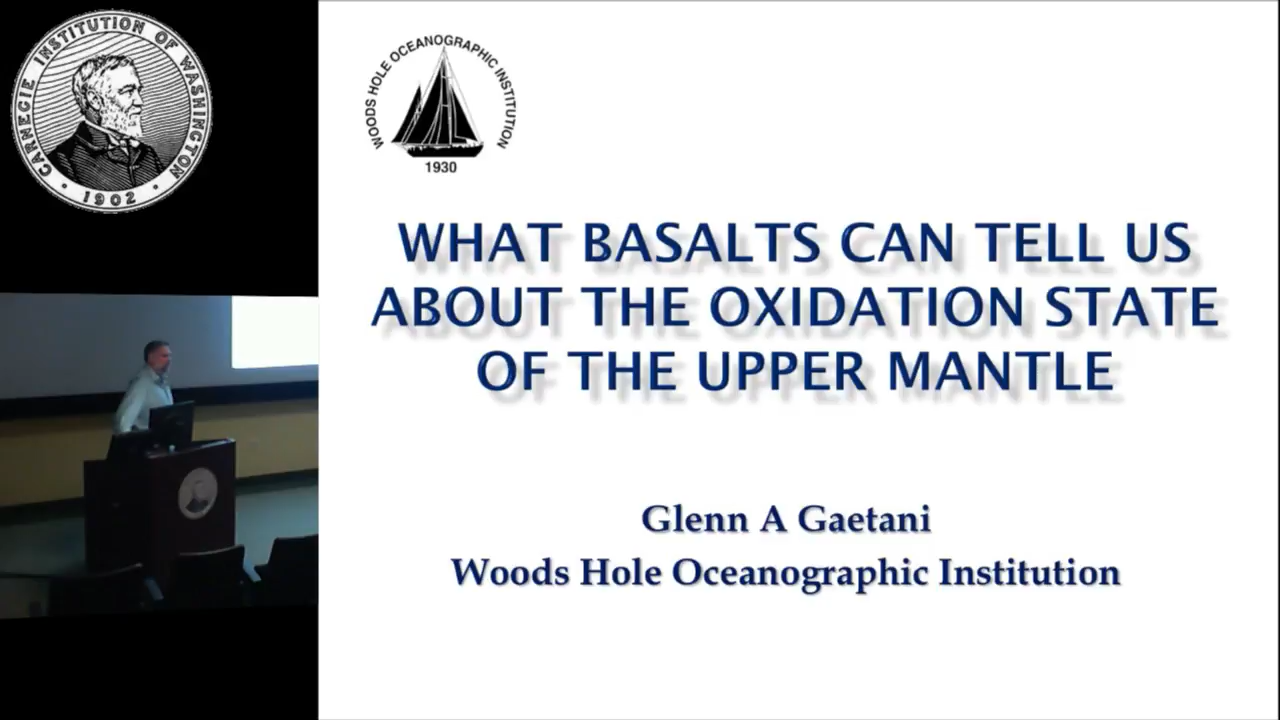 CARNEGIE INSTITUTION OF WASHINGTON
· 1902 ·
WOODS HOLE OCEANOGRAPHIC INSTITUTION
1930
WHAT BASALTS CAN TELL US
ABOUT THE OXIDATION STATE
OF THE UPPER MANTLE
Glenn A Gaetani
Woods Hole Oceanographic Institution